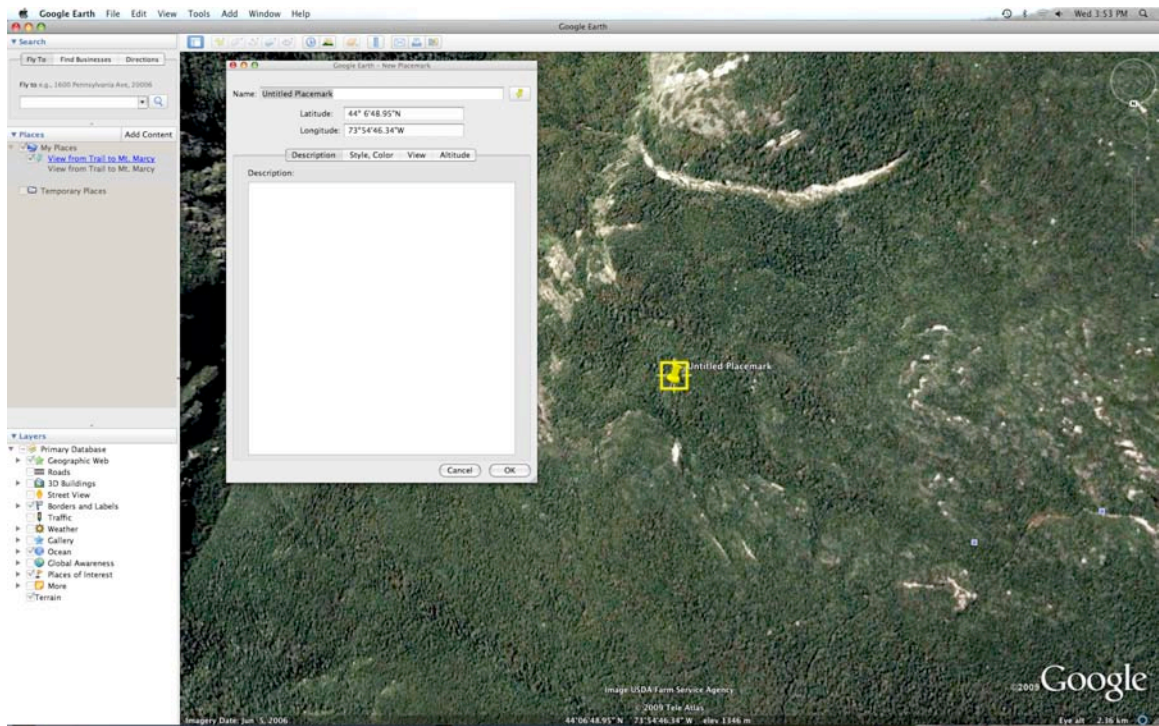 Google Earth File Edit View Tools Add Window Help
Wed 3:53 PM
Google Earth
Search
Fly To Find Businesses Directions
Fly to e.g., 1600 Pennsylvania Ave, 20006
Places
Add Content
My Places
View from Trail to Mt. Marcy
View from Trail to Mt. Marcy
Temporary Places
Layers
Primary Database
Geographic Web
Roads
3D Buildings
Street View
Borders and Labels
Traffic
Weather
Gallery
Ocean
Global Awareness
Places of Interest
More
Terrain
Google Earth - New Placemark
Name: Untitled Placemark
Latitude: 44° 6'48.95"N
Longitude: 73°54'46.34"W
Description Style, Color View Altitude
Description:
Cancel OK
Untitled Placemark
Image USDA Farm Service Agency
© 2009 Tele Atlas
©2009 Google
Imagery Date: Jun 5, 2006
44°06'48.95" N 73°54'46.34" W elev 1346 m
Eye alt 2.36 km